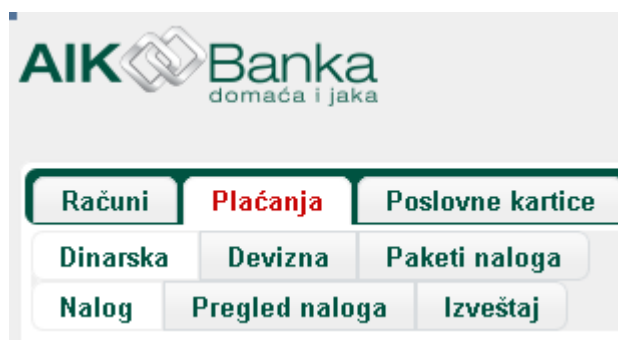 AIK Banka
domaća i jaka
Računi Plaćanja Poslovne kartice
Dinarska Devizna Paketi naloga
Nalog Pregled naloga Izveštaj